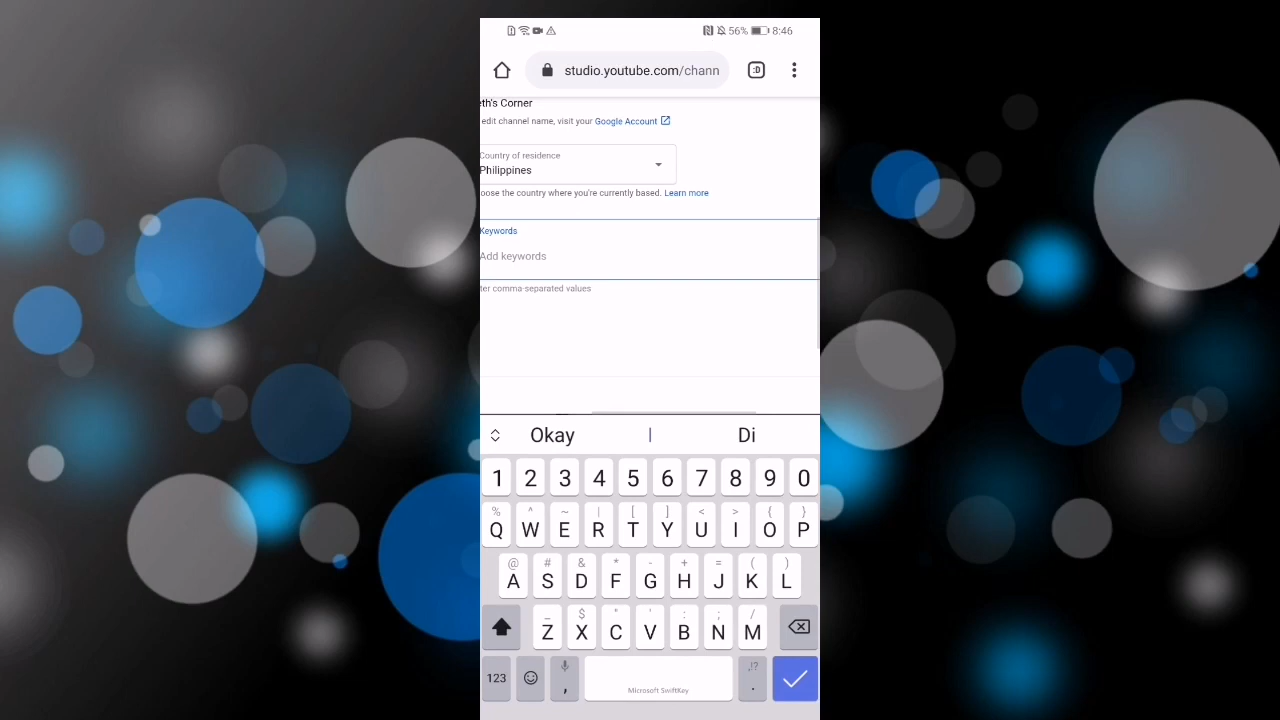 56% 8:46
studio.youtube.com/chann
eth's Corner
edit channel name, visit your Google Account
Country of residence
Philippines
oose the country where you're currently based. Learn more
Keywords
Add keywords
ter comma-separated values
Okay I Di
1 2 3 4 5 6 7 8 9 0
% ^ ~ | [ ] < > { }
Q W E R T Y U I O P
@ # & * - + = ( )
A S D F G H J K L
_ $ " ' : ; /
Z X C V B N M
123 , Microsoft SwiftKey ,!? .